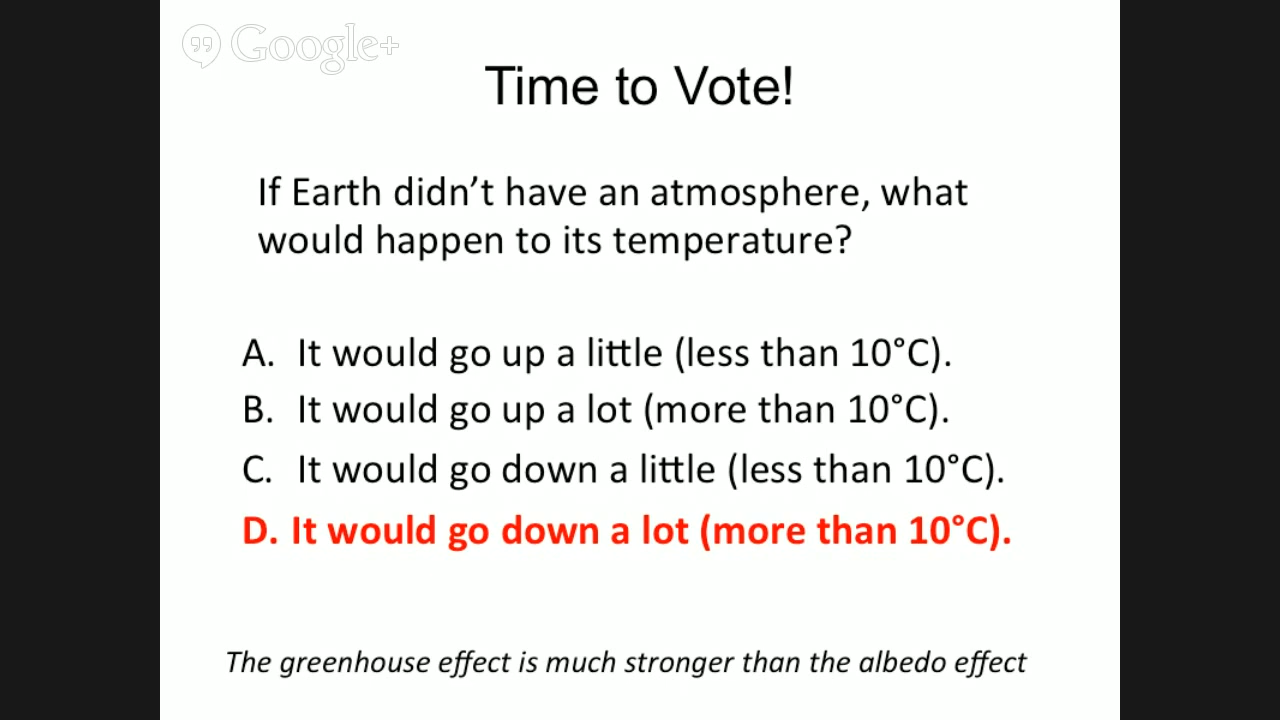 Google+
Time to Vote!
If Earth didn’t have an atmosphere, what
would happen to its temperature?
A. It would go up a little (less than 10°C).
B. It would go up a lot (more than 10°C).
C. It would go down a little (less than 10°C).
D. It would go down a lot (more than 10°C).
The greenhouse effect is much stronger than the albedo effect